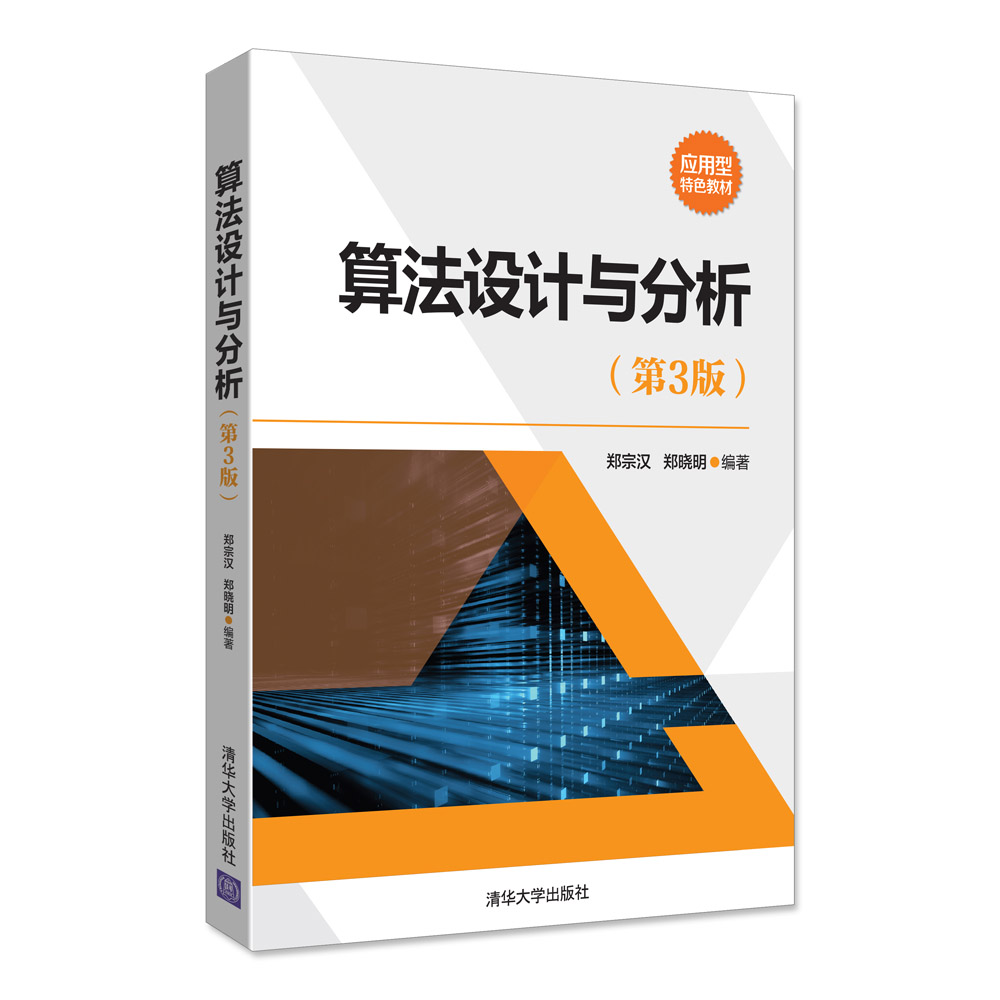 应用型
特色教材
算法设计与分析
（第3版）
郑宗汉 郑晓明●编著
清华大学出版社
算法设计与分析
（第3版）
郑宗汉 郑晓明●编著
清华大学出版社